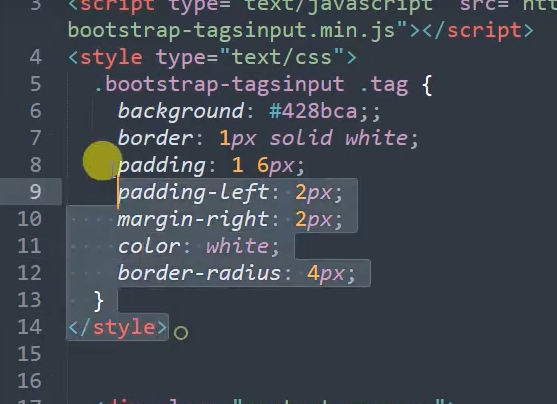 3 <script type="text/javascript" src="htt
bootstrap-tagsinput.min.js"></script>
4 <style type="text/css">
5 .bootstrap-tagsinput .tag {
6 background: #428bca;;
7 border: 1px solid white;
8 padding: 1 6px;
9 padding-left: 2px;
10 margin-right: 2px;
11 color: white;
12 border-radius: 4px;
13 }
14 </style>
15
16
17